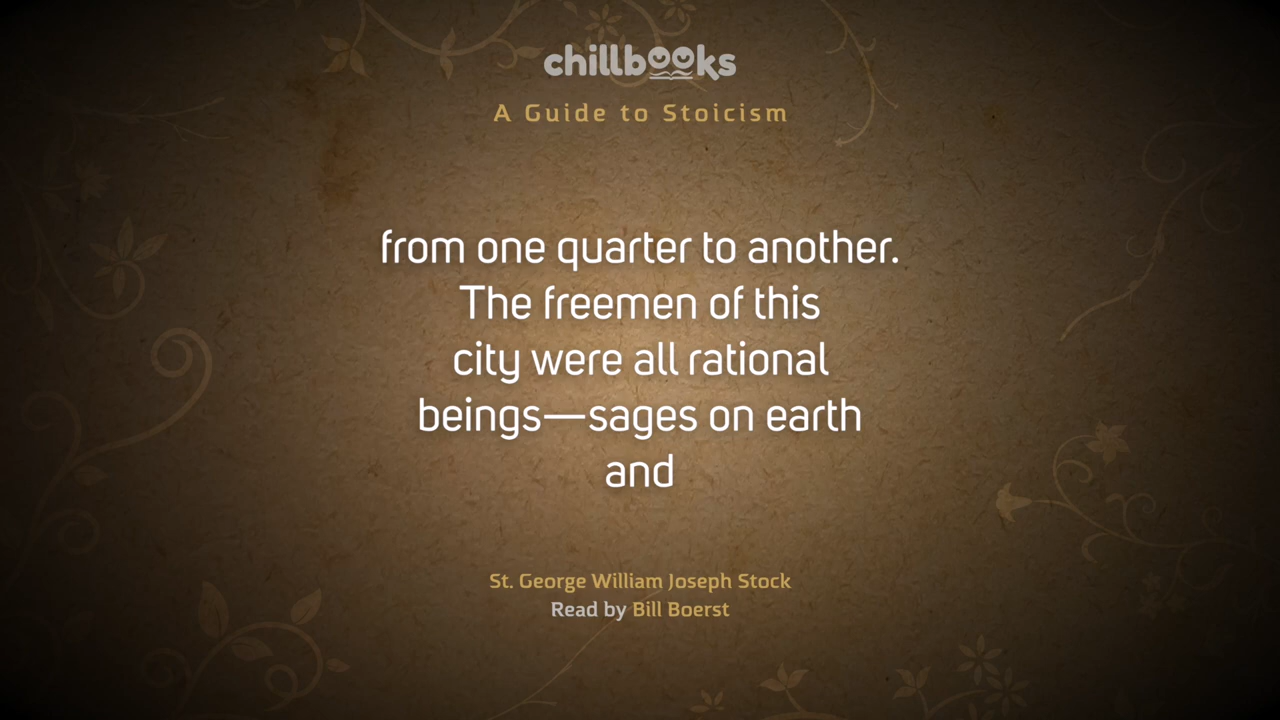 chillbooks
A Guide to Stoicism
from one quarter to another.
The freemen of this
city were all rational
beings—sages on earth
and
St. George William Joseph Stock
Read by Bill Boerst